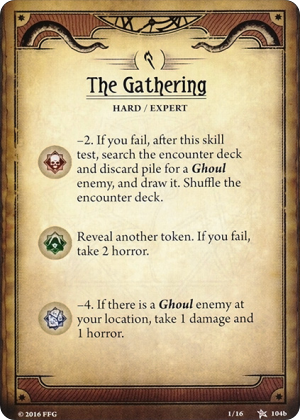 The Gathering
HARD / EXPERT
–2. If you fail, after this skill
test, search the encounter deck
and discard pile for a Ghoul
enemy, and draw it. Shuffle the
encounter deck.
Reveal another token. If you fail,
take 2 horror.
–4. If there is a Ghoul enemy at
your location, take 1 damage and
1 horror.
© 2016 FFG 1/16 104b